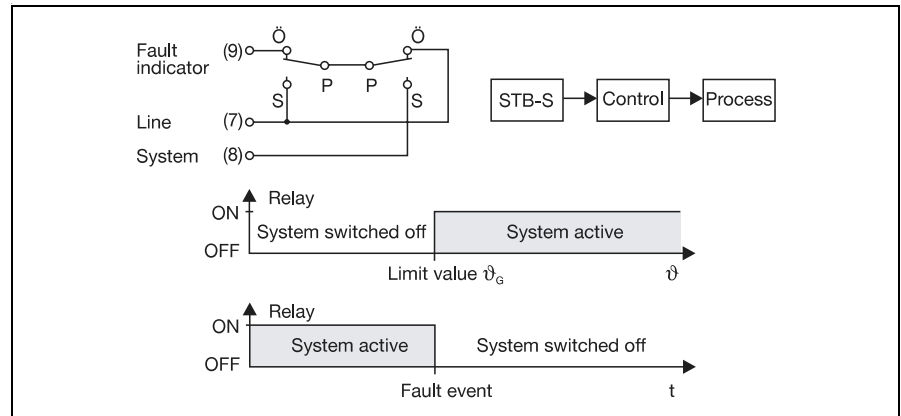 Ö Ö
Fault indicator (9)
P P
S S
Line (7)
System (8)
STB-S Control Process
Relay
ON
System switched off System active
OFF
Limit value ϑG ϑ
Relay
ON
System active System switched off
OFF
Fault event t